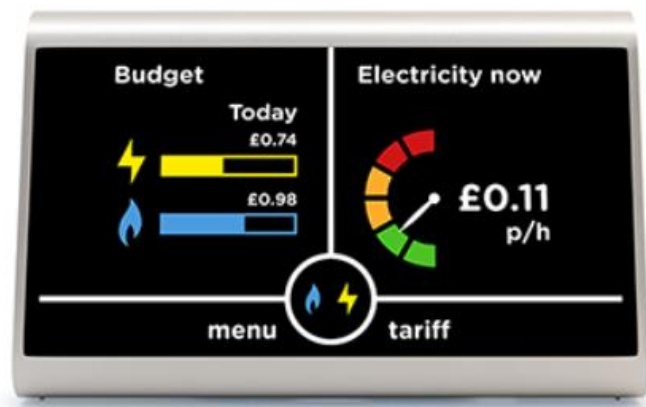 Budget
Today
£0.74
£0.98
Electricity now
£0.11
p/h
menu
tariff